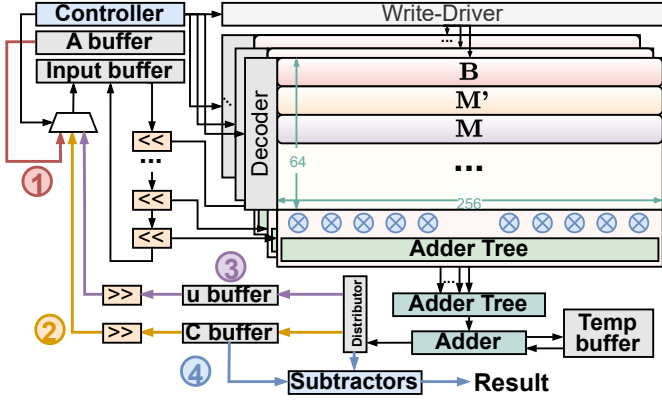 Controller
Write-Driver
A buffer
...
Input buffer
B
M'
Decoder
...
<<
M
...
64
...
1
<<
256
<<
Adder Tree
3
...
>>
u buffer
Distributor
Adder Tree
2
>>
C buffer
Adder
Temp
buffer
4
Subtractors
Result